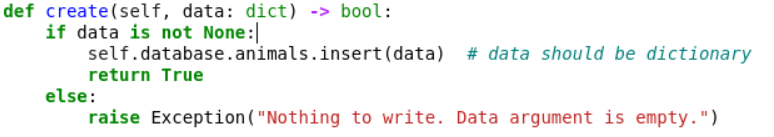 def create(self, data: dict) -> bool:
    if data is not None:
        self.database.animals.insert(data)  # data should be dictionary
        return True
    else:
        raise Exception("Nothing to write. Data argument is empty.")